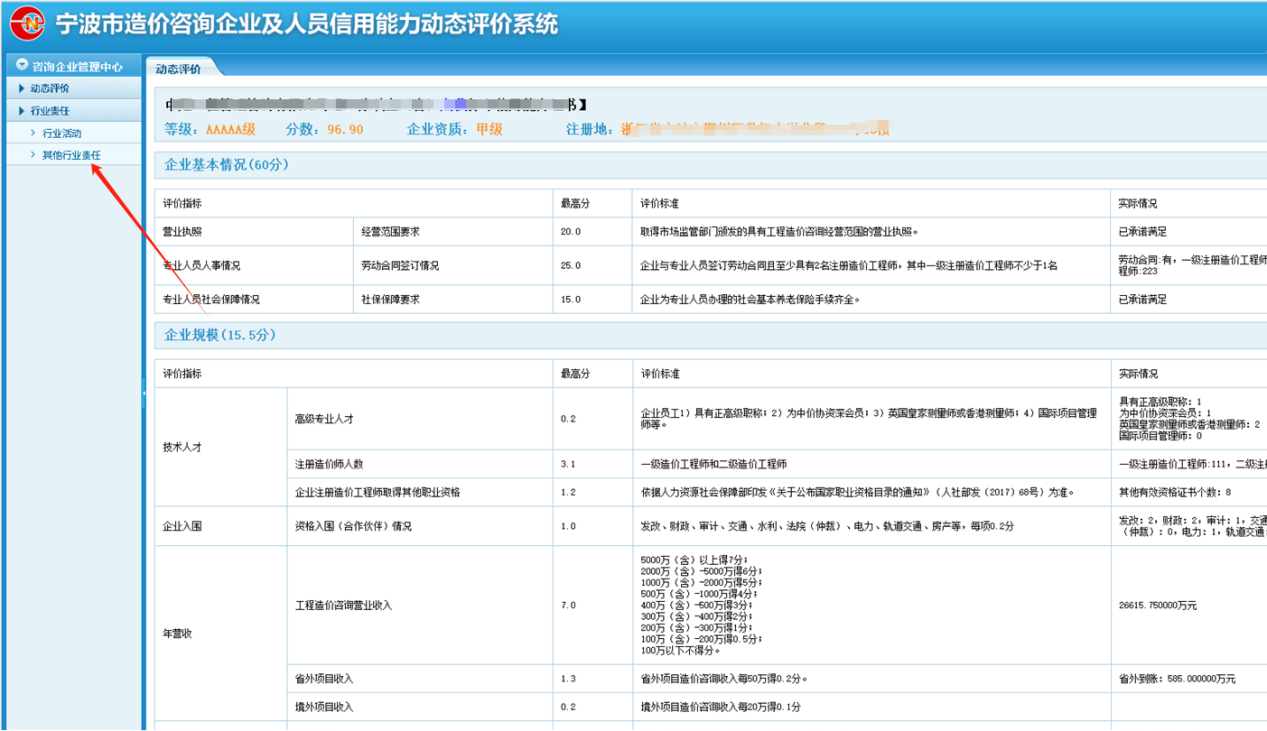 宁波市造价咨询企业及人员信用能力动态评价系统
咨询企业管理中心
动态评价
行业责任
行业活动
其他行业责任
动态评价
书】
等级：AAAAA级 分数：96.90 企业资质：甲级 注册地：
企业基本情况(60分)
评价指标 最高分 评价标准 实际情况
营业执照 经营范围要求 20.0 取得市场监管部门颁发的具有工程造价咨询经营范围的营业执照。 已承诺满足
专业人员人事情况 劳动合同签订情况 25.0 企业与专业人员签订劳动合同且至少具有2名注册造价工程师，其中一级注册造价工程师不少于1名 劳动合同:有，一级注册造价工程师
程师:223
专业人员社会保障情况 社保保障要求 15.0 企业为专业人员办理的社会基本养老保险手续齐全。 已承诺满足
企业规模(15.5分)
评价指标 最高分 评价标准 实际情况
技术人才
高级专业人才 0.2 企业员工1）具有正高级职称；2）为中价协资深会员；3）英国皇家测量师或香港测量师；4）国际项目管理
师等。
具有正高级职称：1
为中价协资深会员：1
英国皇家测量师或香港测量师：2
国际项目管理师：0
注册造价师人数 3.1 一级造价工程师和二级造价工程师 一级注册造价工程师:111，二级注
企业注册造价工程师取得其他职业资格 1.2 依据人力资源社会保障部印发《关于公布国家职业资格目录的通知》（人社部发（2017）68号）为准。 其他有效资格证书个数：8
企业入围 资格入围（合作伙伴）情况 1.0 发改、财政、审计、交通、水利、法院（仲裁）、电力、轨道交通、房产等，每项0.2分 发改：2，财政：2，审计：1，交通
（仲裁）：0，电力：1，轨道交通
年营收
工程造价咨询营业收入 7.0
5000万（含）以上得7分；
2000万（含）-5000万得6分；
1000万（含）-2000万得5分；
500万（含）-1000万得4分；
400万（含）-500万得3分；
300万（含）-400万得2分；
200万（含）-300万得1分；
100万（含）-200万得0.5分；
100万以下不得分。
26615.750000万元
省外项目收入 1.3 省外项目造价咨询收入每50万得0.2分。 省外到账：585.000000万元
境外项目收入 0.2 境外项目造价咨询收入每20万得0.1分